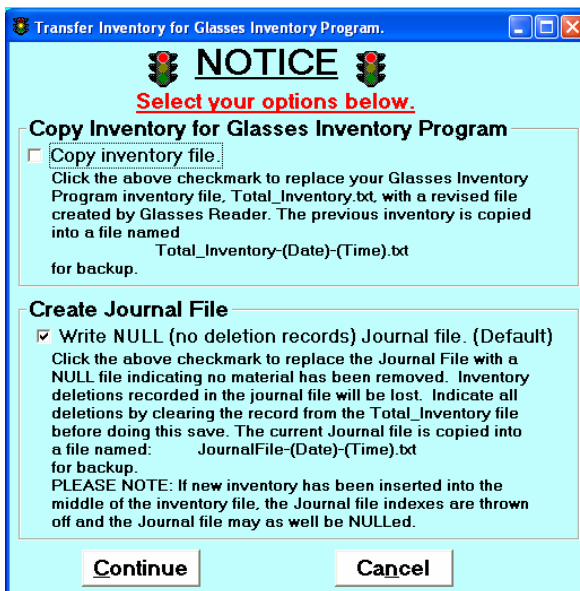 Transfer Inventory for Glasses Inventory Program.
NOTICE
Select your options below.
Copy Inventory for Glasses Inventory Program
Copy inventory file.
Click the above checkmark to replace your Glasses Inventory
Program inventory file, Total_Inventory.txt, with a revised file
created by Glasses Reader. The previous inventory is copied
into a file named
Total_Inventory-(Date)-(Time).txt
for backup.
Create Journal File
Write NULL (no deletion records) Journal file. (Default)
Click the above checkmark to replace the Journal File with a
NULL file indicating no material has been removed.  Inventory
deletions recorded in the journal file will be lost.  Indicate all
deletions by clearing the record from the Total_Inventory file
before doing this save. The current Journal file is copied into
a file named: JournalFile-(Date)-(Time).txt
for backup.
PLEASE NOTE: If new inventory has been inserted into the
middle of the inventory file, the Journal file indexes are thrown
off and the Journal file may as well be NULLed.
Continue Cancel